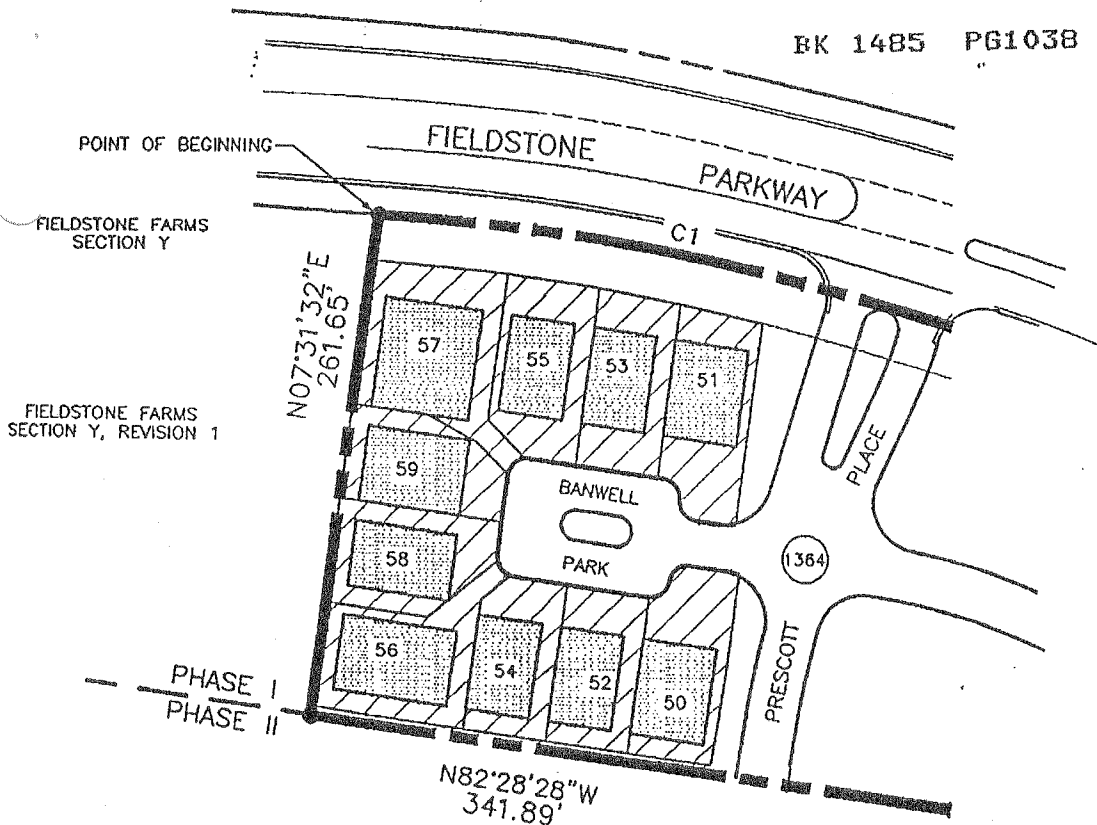 BK 1485 PG1038
FIELDSTONE
PARKWAY
POINT OF BEGINNING
C1
FIELDSTONE FARMS
SECTION Y
N07°31'32"E
261.65'
57
55
53
51
FIELDSTONE FARMS
SECTION Y, REVISION 1
PLACE
59
BANWELL
58
PARK
1364
56
54
52
50
PRESCOTT
PHASE I
PHASE II
N82°28'28"W
341.89'